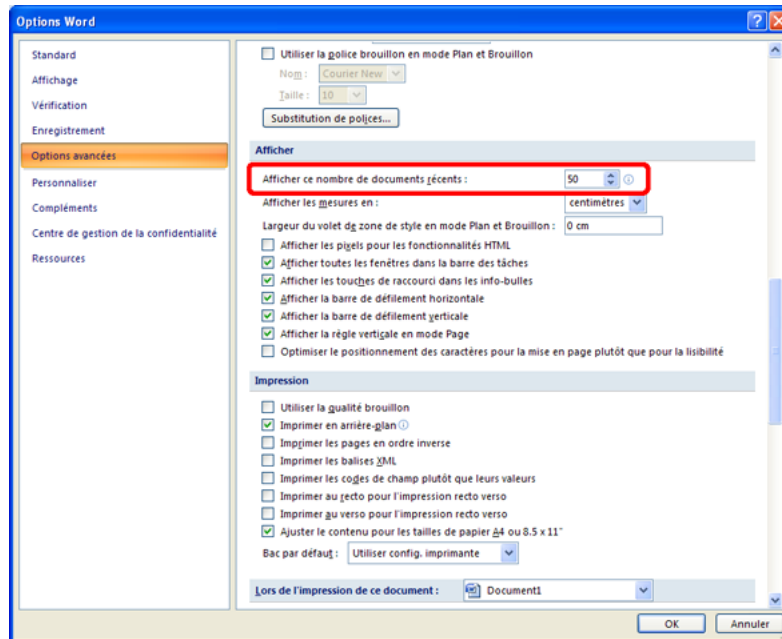 Options Word
Standard
Affichage
Vérification
Enregistrement
Options avancées
Personnaliser
Compléments
Centre de gestion de la confidentialité
Ressources
Utiliser la police brouillon en mode Plan et Brouillon
Nom : Courier New
Taille : 10
Substitution de polices...
Afficher
Afficher ce nombre de documents récents : 50
Afficher les mesures en : centimètres
Largeur du volet de zone de style en mode Plan et Brouillon : 0 cm
Afficher les pixels pour les fonctionnalités HTML
Afficher toutes les fenêtres dans la barre des tâches
Afficher les touches de raccourci dans les info-bulles
Afficher la barre de défilement horizontale
Afficher la barre de défilement verticale
Afficher la règle verticale en mode Page
Optimiser le positionnement des caractères pour la mise en page plutôt que pour la lisibilité
Impression
Utiliser la qualité brouillon
Imprimer en arrière-plan
Imprimer les pages en ordre inverse
Imprimer les balises XML
Imprimer les codes de champ plutôt que leurs valeurs
Imprimer au recto pour l'impression recto verso
Imprimer au verso pour l'impression recto verso
Ajuster le contenu pour les tailles de papier A4 ou 8.5 x 11"
Bac par défaut : Utiliser config. imprimante
Lors de l'impression de ce document : Document1
OK Annuler